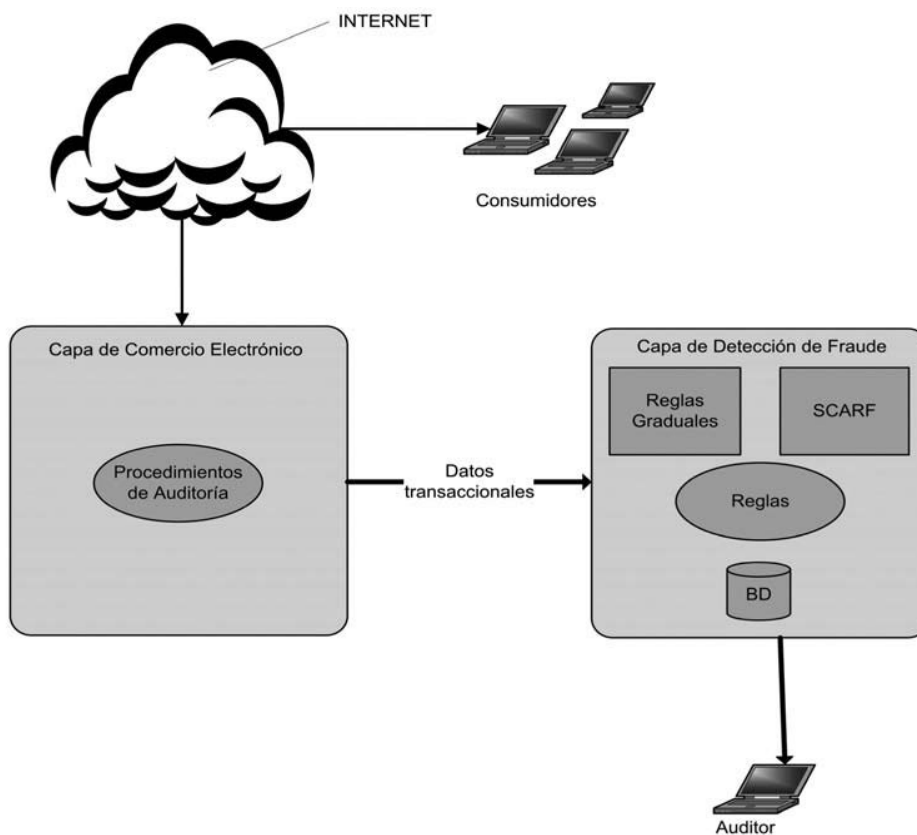 INTERNET
Consumidores
Capa de Comercio Electrónico
Procedimientos
de Auditoría
Datos
transaccionales
Capa de Detección de Fraude
Reglas
Graduales
SCARF
Reglas
BD
Auditor